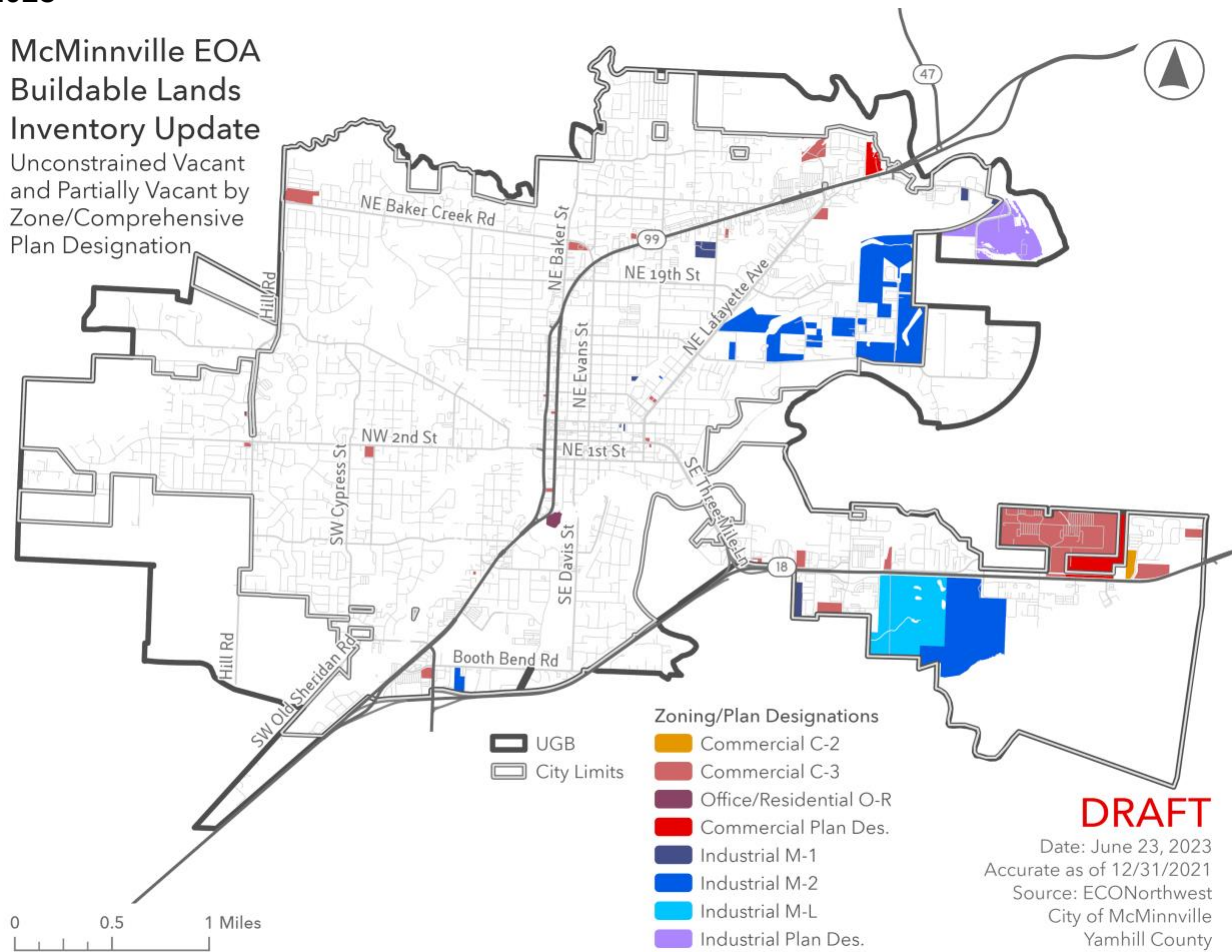 McMinnville EOA
Buildable Lands
Inventory Update
Unconstrained Vacant
and Partially Vacant by
Zone/Comprehensive
Plan Designation
47
NE Baker Creek Rd
NE Baker St
99
NE 19th St
NE Lafayette Ave
Hill Rd
NE Evans St
NW 2nd St
NE 1st St
SW Cypress St
SE Three Mile Ln
SE Davis St
18
Hill Rd
Booth Bend Rd
SW Old Sheridan Rd
UGB
City Limits
Zoning/Plan Designations
Commercial C-2
Commercial C-3
Office/Residential O-R
Commercial Plan Des.
Industrial M-1
Industrial M-2
Industrial M-L
Industrial Plan Des.
DRAFT
Date: June 23, 2023
Accurate as of 12/31/2021
Source: ECONorthwest
City of McMinnville
Yamhill County
0 0.5 1 Miles